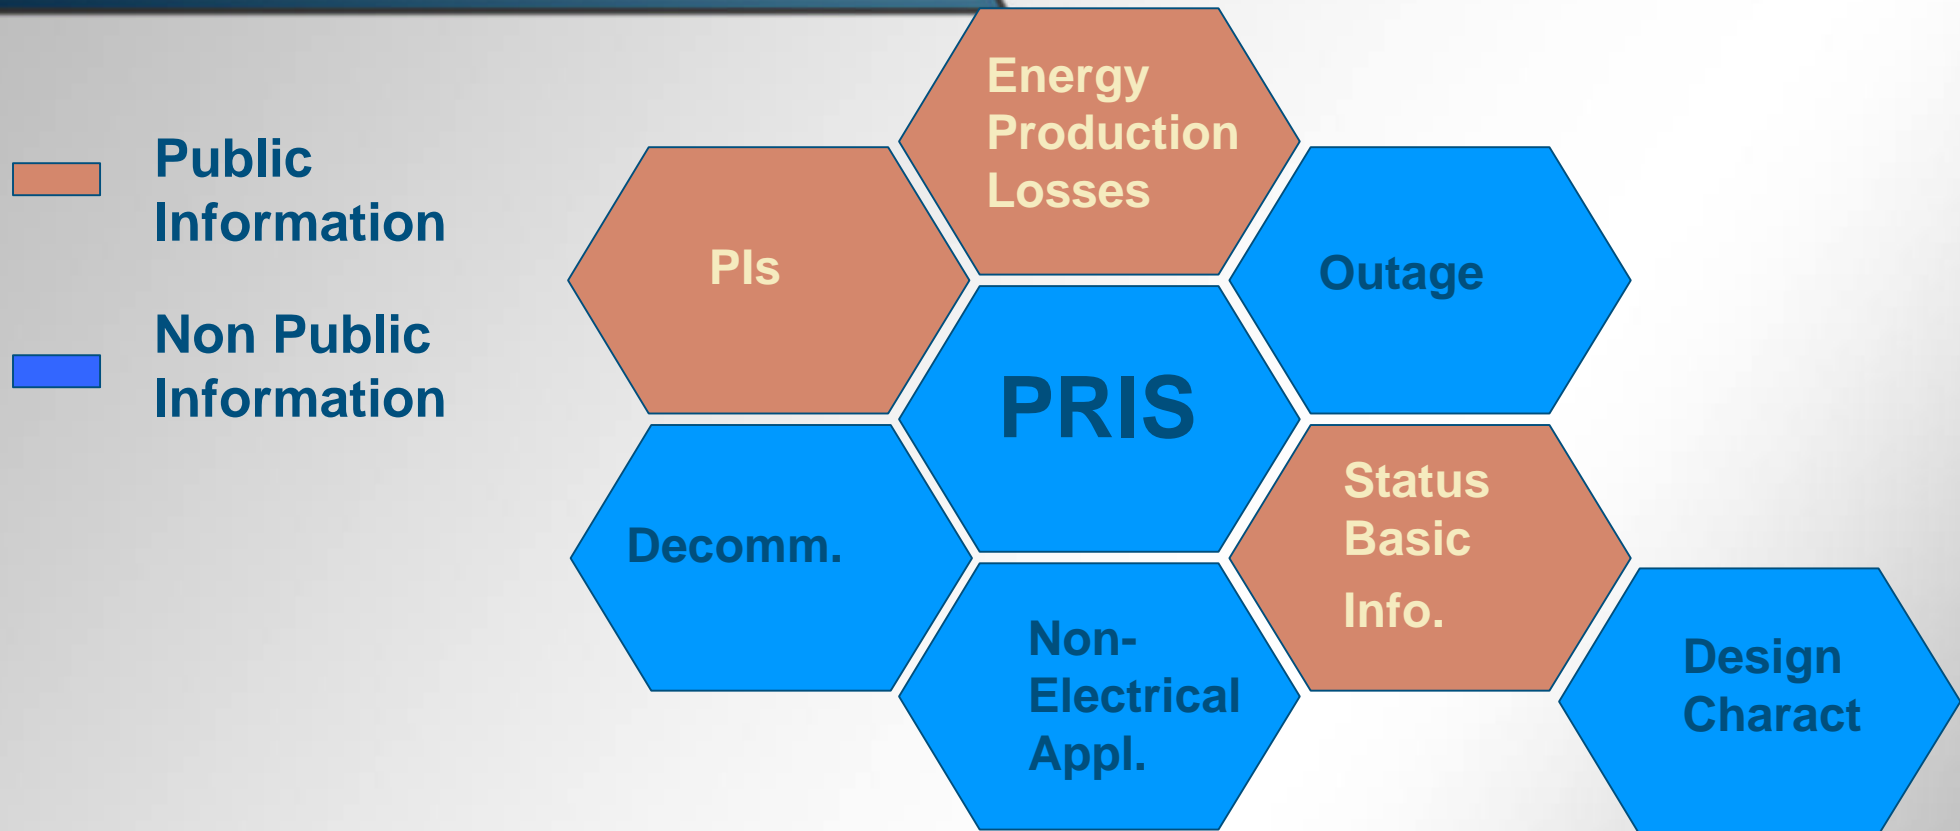 Public
Information
Non Public
Information
Energy
Production
Losses
PIs
Outage
PRIS
Status
Basic
Info.
Decomm.
Non-
Electrical
Appl.
Design
Charact